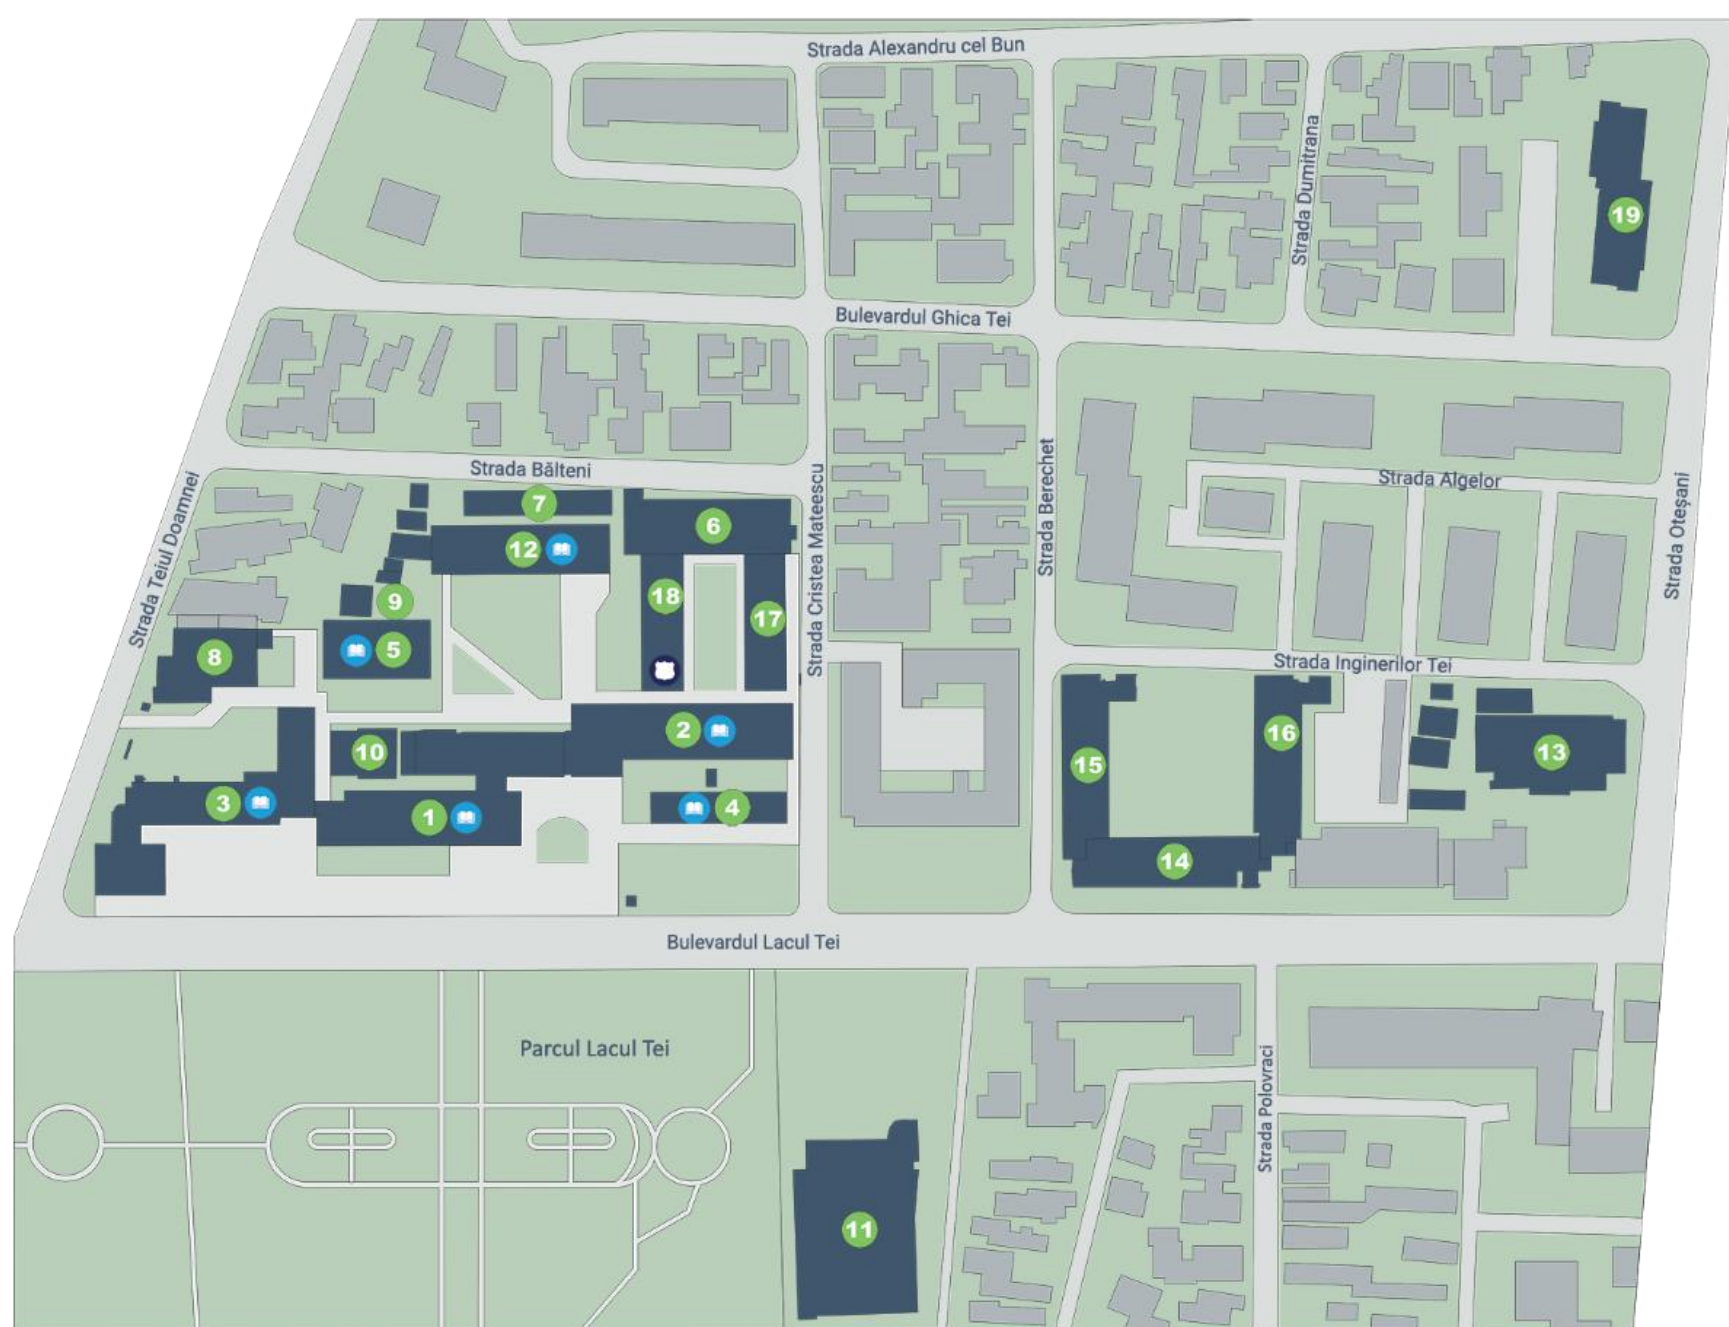 Strada Alexandru cel Bun
Strada Dumitrana
19
Bulevardul Ghica Tei
Strada Bălteni
Strada Teiul Doamnei
Strada Cristea Mateescu
Strada Berechet
Strada Algelor
Strada Oteșani
7
6
12
18
9
17
5
8
Strada Inginerilor Tei
2
10
16
13
15
3
1
4
14
Bulevardul Lacul Tei
Parcul Lacul Tei
Strada Polovraci
11